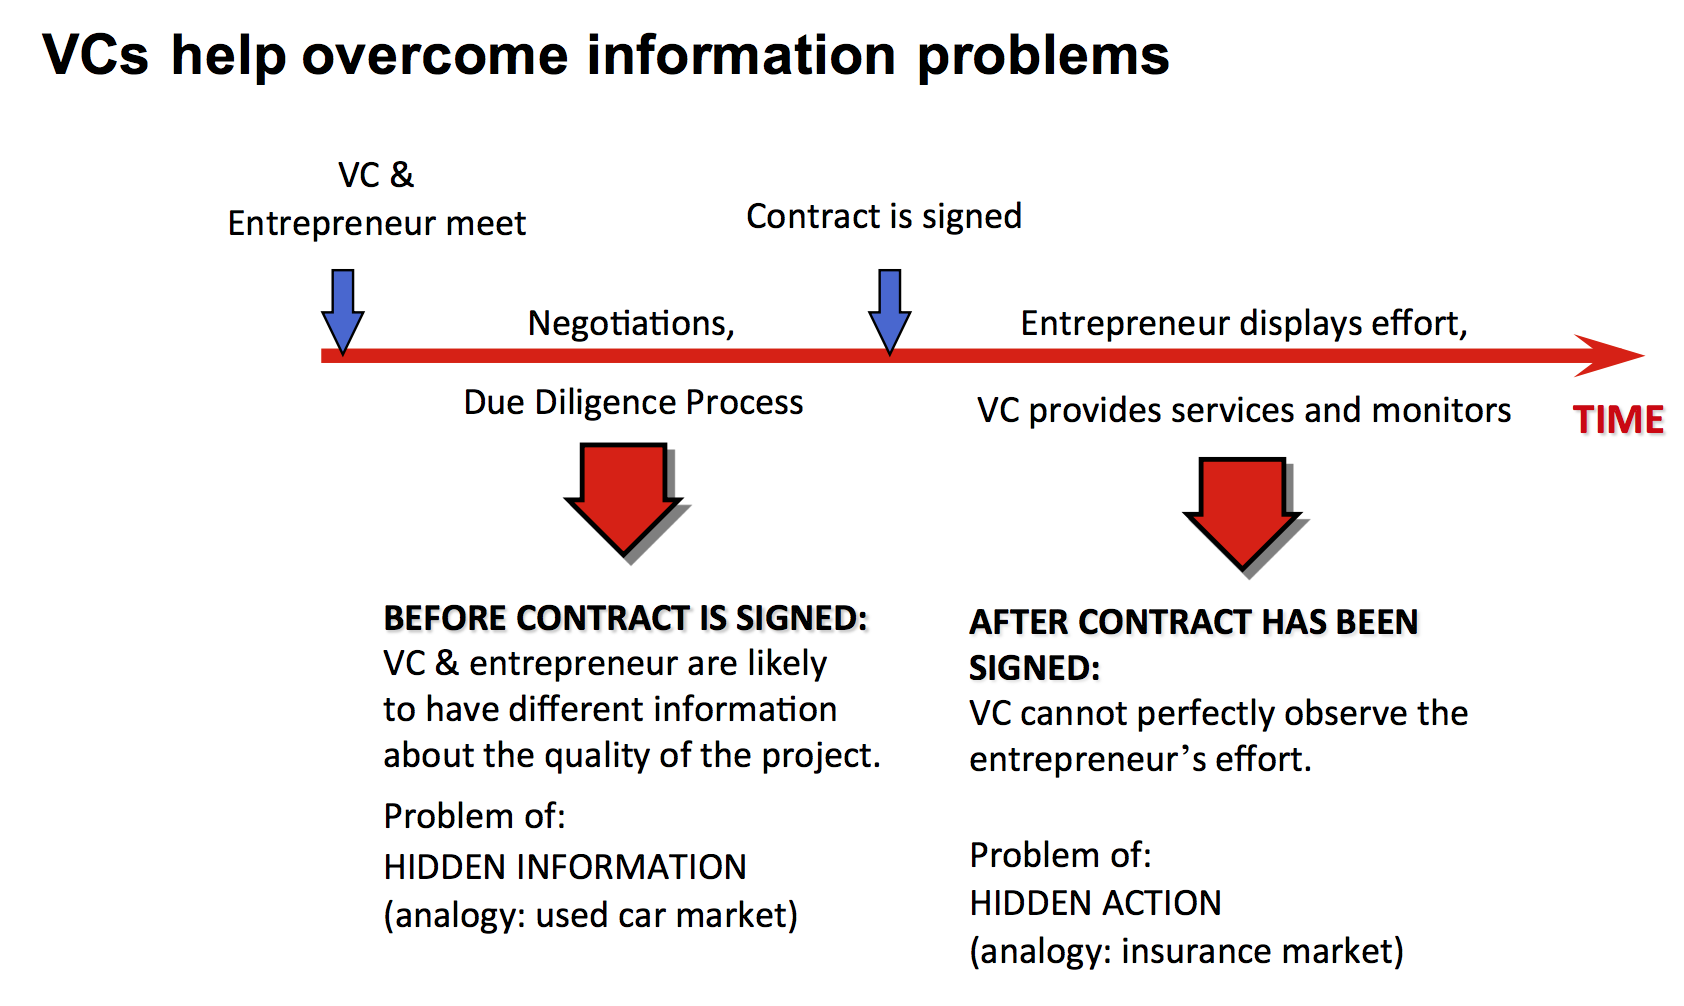 VCs help overcome information problems
VC &
Entrepreneur meet
Contract is signed
Negotiations,
Entrepreneur displays effort,
Due Diligence Process
VC provides services and monitors
TIME
BEFORE CONTRACT IS SIGNED:
VC & entrepreneur are likely
to have different information
about the quality of the project.
Problem of:
HIDDEN INFORMATION
(analogy: used car market)
AFTER CONTRACT HAS BEEN
SIGNED:
VC cannot perfectly observe the
entrepreneur’s effort.
Problem of:
HIDDEN ACTION
(analogy: insurance market)